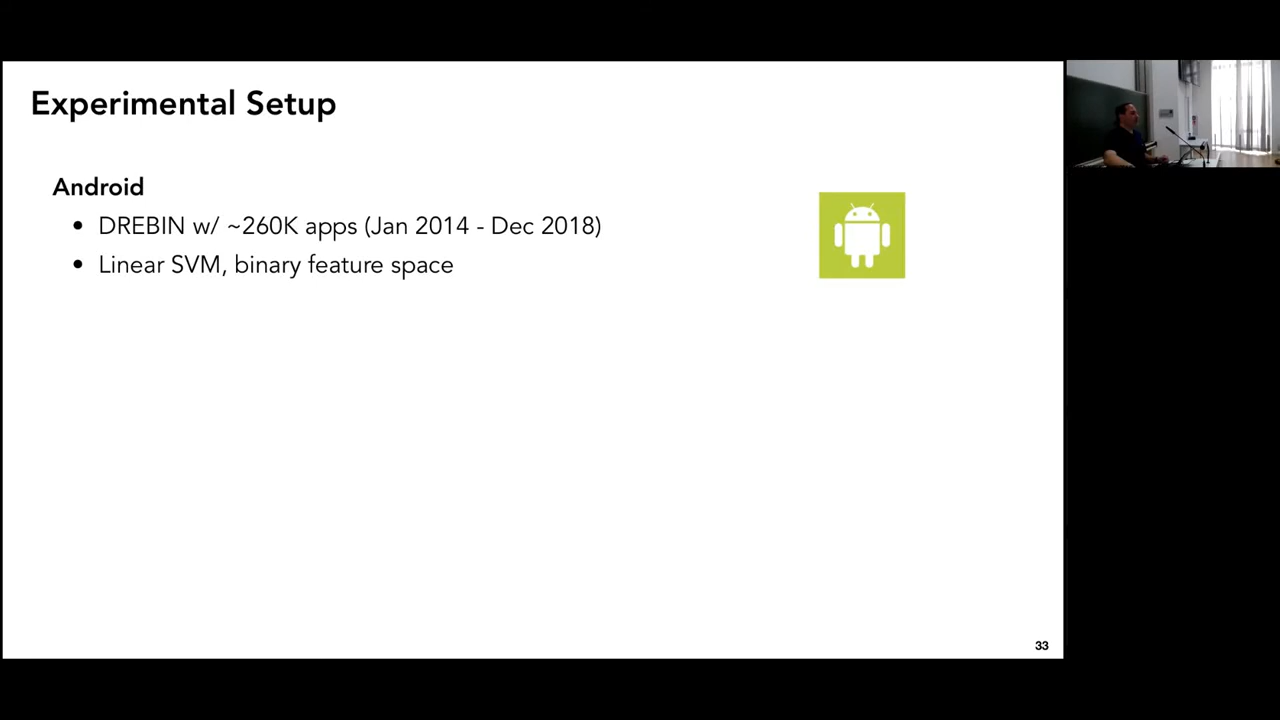 Experimental Setup
Android
• DREBIN w/ ~260K apps (Jan 2014 - Dec 2018)
• Linear SVM, binary feature space
33